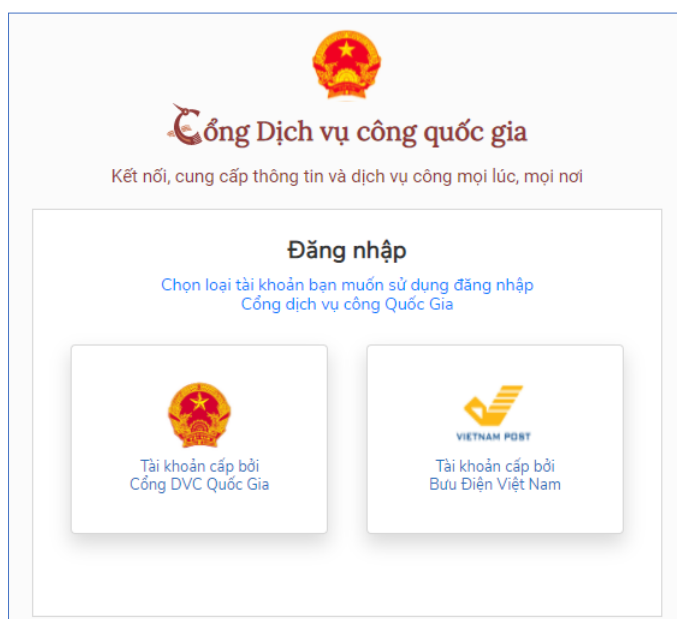 Cổng Dịch vụ công quốc gia
Kết nối, cung cấp thông tin và dịch vụ công mọi lúc, mọi nơi
Đăng nhập
Chọn loại tài khoản bạn muốn sử dụng đăng nhập
Cổng dịch vụ công Quốc Gia
Tài khoản cấp bởi
Cổng DVC Quốc Gia
VIETNAM POST
Tài khoản cấp bởi
Bưu Điện Việt Nam